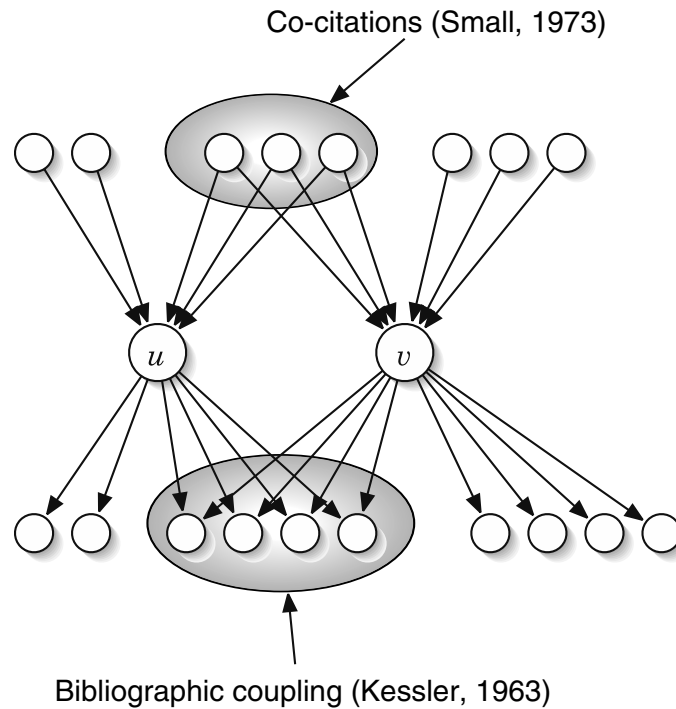 Co-citations (Small, 1973)
u
v
Bibliographic coupling (Kessler, 1963)